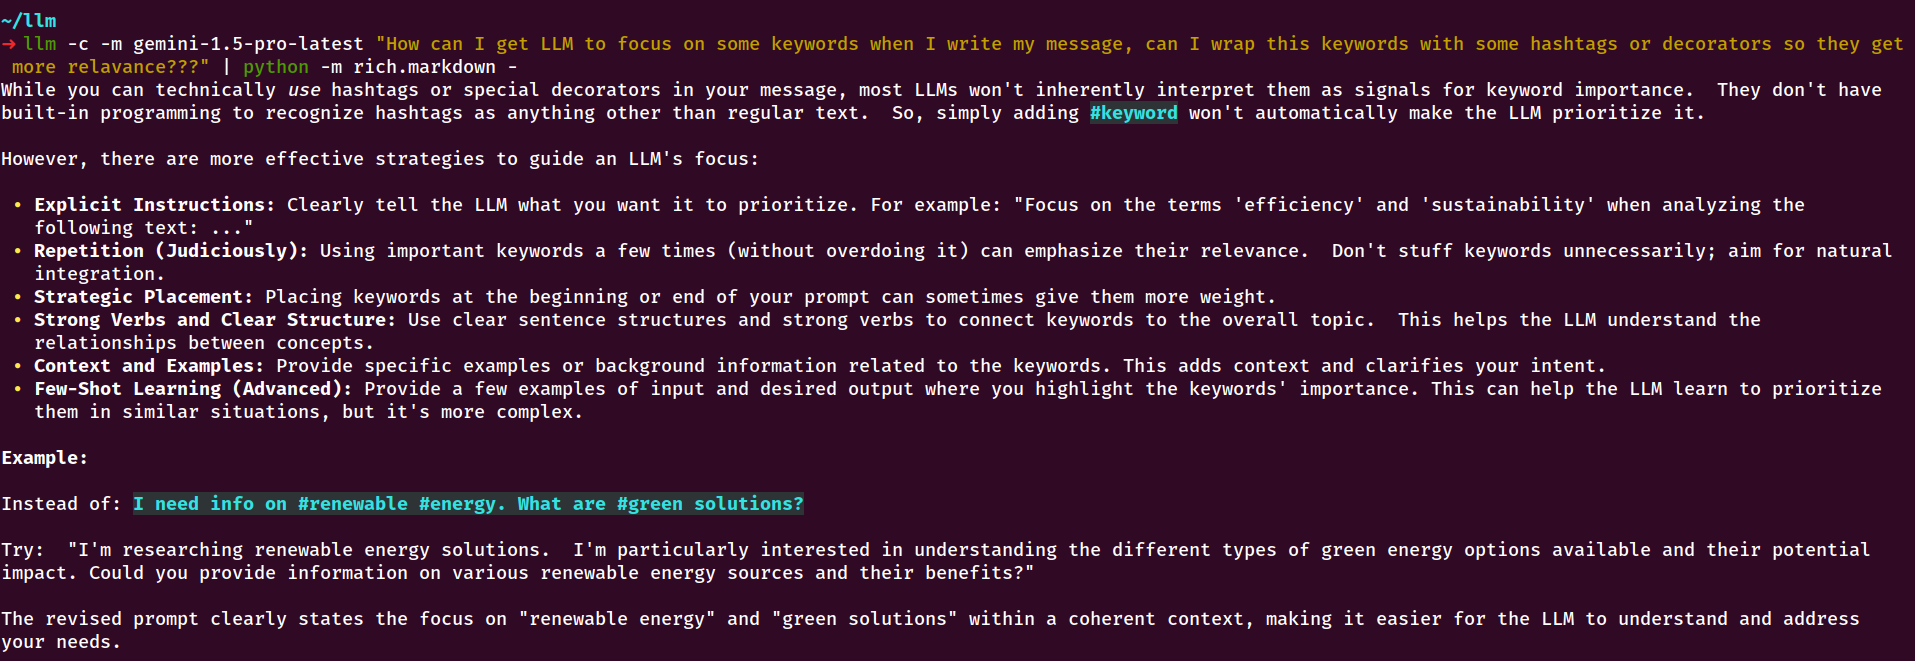 ~/llm
→ llm -c -m gemini-1.5-pro-latest "How can I get LLM to focus on some keywords when I write my message, can I wrap this keywords with some hashtags or decorators so they get
more relavance???" | python -m rich.markdown -
While you can technically use hashtags or special decorators in your message, most LLMs won't inherently interpret them as signals for keyword importance.  They don't have
built-in programming to recognize hashtags as anything other than regular text.  So, simply adding #keyword won't automatically make the LLM prioritize it.

However, there are more effective strategies to guide an LLM's focus:

• Explicit Instructions: Clearly tell the LLM what you want it to prioritize. For example: "Focus on the terms 'efficiency' and 'sustainability' when analyzing the
following text: ..."
• Repetition (Judiciously): Using important keywords a few times (without overdoing it) can emphasize their relevance.  Don't stuff keywords unnecessarily; aim for natural
integration.
• Strategic Placement: Placing keywords at the beginning or end of your prompt can sometimes give them more weight.
• Strong Verbs and Clear Structure: Use clear sentence structures and strong verbs to connect keywords to the overall topic.  This helps the LLM understand the
relationships between concepts.
• Context and Examples: Provide specific examples or background information related to the keywords. This adds context and clarifies your intent.
• Few-Shot Learning (Advanced): Provide a few examples of input and desired output where you highlight the keywords' importance. This can help the LLM learn to prioritize
them in similar situations, but it's more complex.

Example:

Instead of: I need info on #renewable #energy. What are #green solutions?

Try:  "I'm researching renewable energy solutions.  I'm particularly interested in understanding the different types of green energy options available and their potential
impact. Could you provide information on various renewable energy sources and their benefits?"

The revised prompt clearly states the focus on "renewable energy" and "green solutions" within a coherent context, making it easier for the LLM to understand and address
your needs.